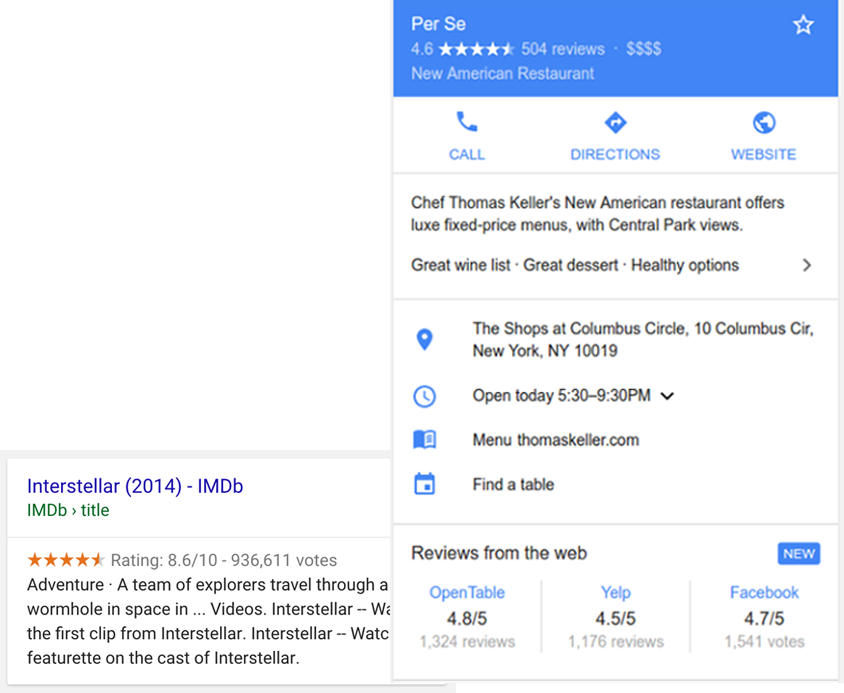 Per Se
4.6 ★★★★★ 504 reviews · $$$$
New American Restaurant
CALL DIRECTIONS WEBSITE
Chef Thomas Keller's New American restaurant offers
luxe fixed-price menus, with Central Park views.
Great wine list · Great dessert · Healthy options
The Shops at Columbus Circle, 10 Columbus Cir,
New York, NY 10019
Open today 5:30–9:30PM
Menu thomaskeller.com
Find a table
Reviews from the web NEW
OpenTable Yelp Facebook
4.8/5 4.5/5 4.7/5
1,324 reviews 1,176 reviews 1,541 votes
Interstellar (2014) - IMDb
IMDb › title
★★★★★ Rating: 8.6/10 - 936,611 votes
Adventure · A team of explorers travel through a
wormhole in space in ... Videos. Interstellar -- Wa
the first clip from Interstellar. Interstellar -- Watc
featurette on the cast of Interstellar.